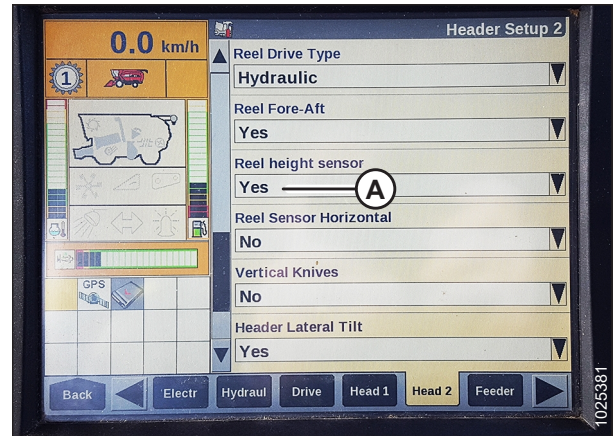 Header Setup 2
0.0 km/h
1
Reel Drive Type
Hydraulic
Reel Fore-Aft
Yes
Reel height sensor
Yes
A
Reel Sensor Horizontal
No
Vertical Knives
No
Header Lateral Tilt
Yes
GPS
Back
Electr
Hydraul
Drive
Head 1
Head 2
Feeder
1025381